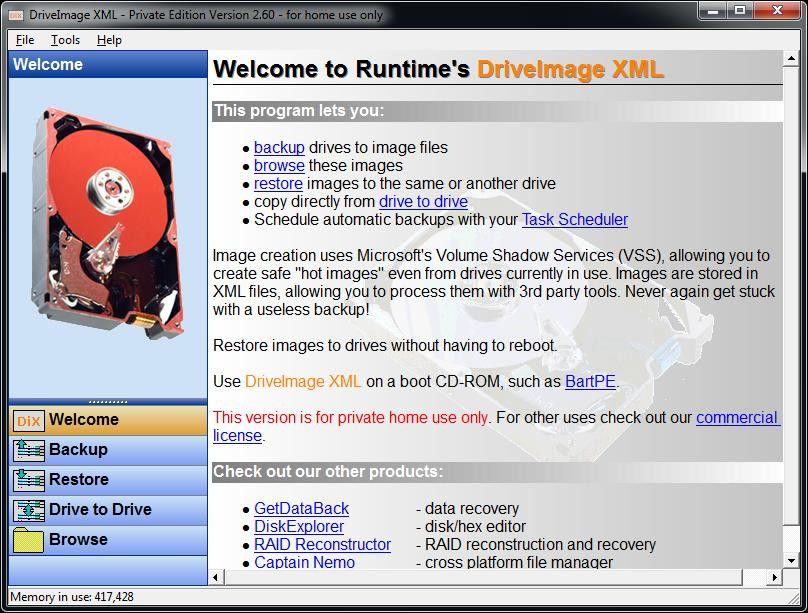 DriveImage XML - Private Edition Version 2.60 - for home use only
File Tools Help
Welcome
Welcome to Runtime's DriveImage XML
This program lets you:
backup drives to image files
browse these images
restore images to the same or another drive
copy directly from drive to drive
Schedule automatic backups with your Task Scheduler
Image creation uses Microsoft's Volume Shadow Services (VSS), allowing you to
create safe "hot images" even from drives currently in use. Images are stored in
XML files, allowing you to process them with 3rd party tools. Never again get stuck
with a useless backup!
Restore images to drives without having to reboot.
Use DriveImage XML on a boot CD-ROM, such as BartPE.
This version is for private home use only. For other uses check out our commercial
license.
Check out our other products:
GetDataBack - data recovery
DiskExplorer - disk/hex editor
RAID Reconstructor - RAID reconstruction and recovery
Captain Nemo - cross platform file manager
DiX Welcome
Backup
Restore
Drive to Drive
Browse
Memory in use: 417,428